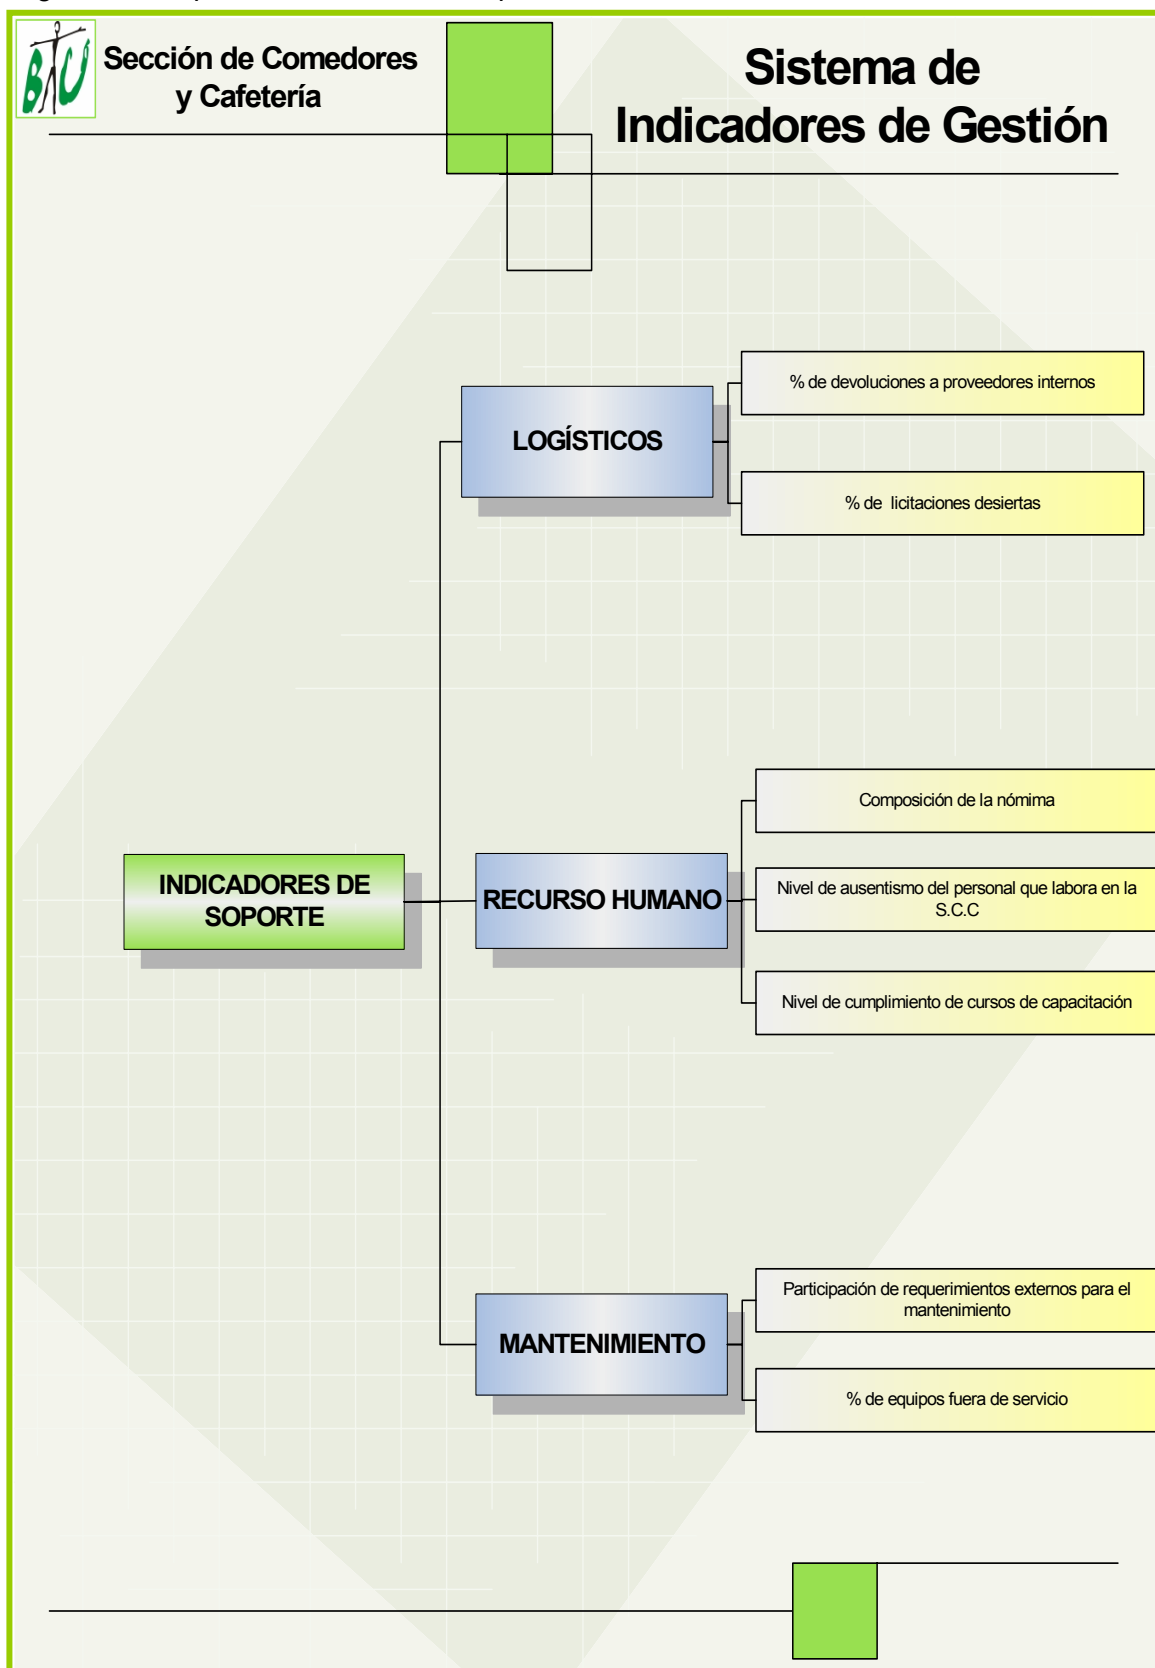 BTU
Sección de Comedores
y Cafetería
Sistema de
Indicadores de Gestión
% de devoluciones a proveedores internos
LOGÍSTICOS
% de licitaciones desiertas
Composición de la nómima
INDICADORES DE
SOPORTE
RECURSO HUMANO
Nivel de ausentismo del personal que labora en la
S.C.C
Nivel de cumplimiento de cursos de capacitación
Participación de requerimientos externos para el
mantenimiento
MANTENIMIENTO
% de equipos fuera de servicio